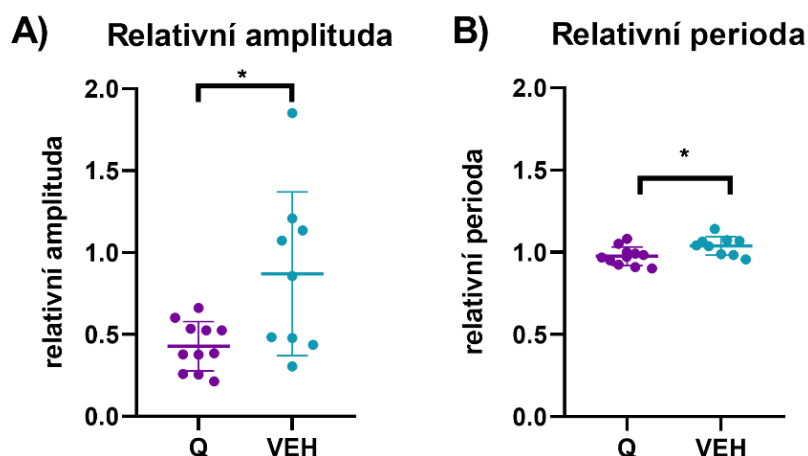 A) Relativní amplituda
*
2.0
1.5
1.0
0.5
0.0
relativní amplituda
Q VEH
B) Relativní perioda
*
2.0
1.5
1.0
0.5
0.0
relativní perioda
Q VEH